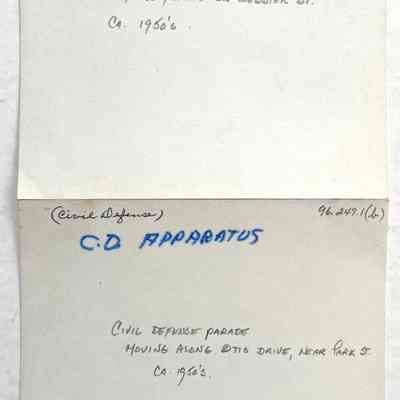 ST.
CA. 1950's.
(Civil Defense) 96.247.1(b)
C.D. APPARATUS
CIVIL DEFENSE PARADE
MOVING ALONG OTIS DRIVE, NEAR PARK ST.
CA. 1950's.